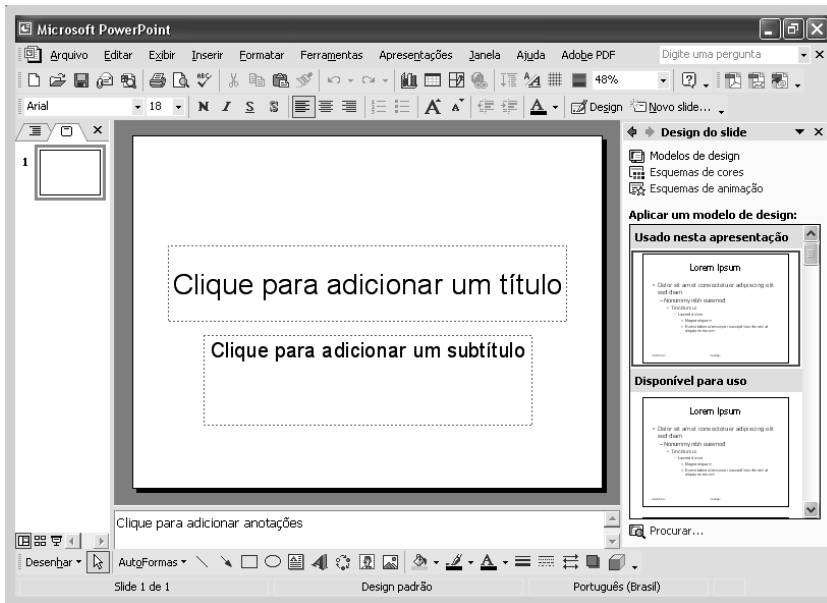 Microsoft PowerPoint
Arquivo Editar Exibir Inserir Formatar Ferramentas Apresentações Janela Ajuda Adobe PDF Digite uma pergunta
48%
Arial 18 N I S S A A A Design Novo slide...
Design do slide
1
Modelos de design
Esquemas de cores
Esquemas de animação
Aplicar um modelo de design:
Usado nesta apresentação
Lorem Ipsum
Clique para adicionar um título
Clique para adicionar um subtítulo
Disponível para uso
Lorem Ipsum
Clique para adicionar anotações
Procurar...
Desenhar AutoFormas
Slide 1 de 1 Design padrão Português (Brasil)